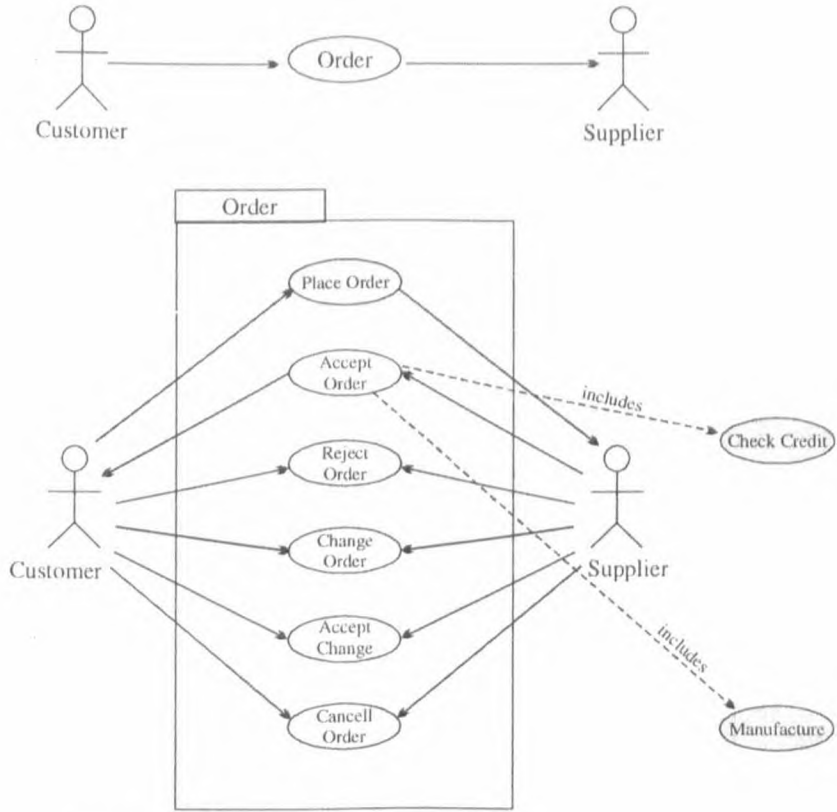 Order
Customer
Supplier
Order
Place Order
Accept
Order
includes
Check Credit
Reject
Order
Change
Order
Customer
Supplier
Accept
Change
includes
Cancell
Order
Manufacture